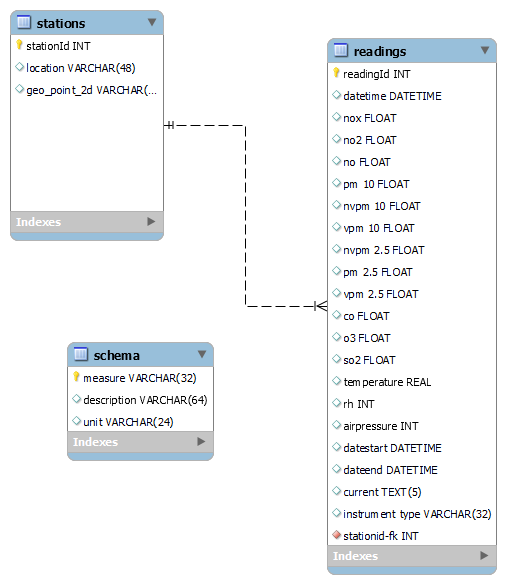 stations
stationId INT
location VARCHAR(48)
geo_point_2d VARCHAR(...
Indexes
readings
readingId INT
datetime DATETIME
nox FLOAT
no2 FLOAT
no FLOAT
pm 10 FLOAT
nvpm 10 FLOAT
vpm 10 FLOAT
nvpm 2.5 FLOAT
pm 2.5 FLOAT
vpm 2.5 FLOAT
co FLOAT
o3 FLOAT
so2 FLOAT
temperature REAL
rh INT
airpressure INT
datestart DATETIME
dateend DATETIME
current TEXT(5)
instrument type VARCHAR(32)
stationid-fk INT
Indexes
schema
measure VARCHAR(32)
description VARCHAR(64)
unit VARCHAR(24)
Indexes